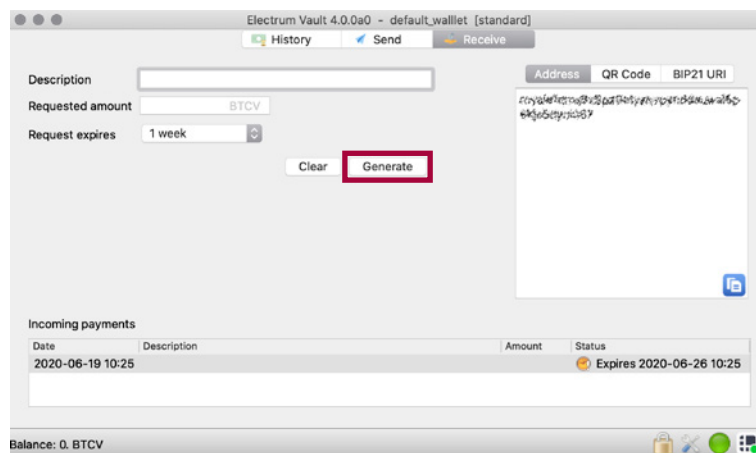 Electrum Vault 4.0.0a0 - default_walllet [standard]
History Send Receive
Description
Requested amount BTCV
Request expires 1 week
Clear Generate
Address QR Code BIP21 URI
Incoming payments
Date Description Amount Status
2020-06-19 10:25 Expires 2020-06-26 10:25
Balance: 0. BTCV